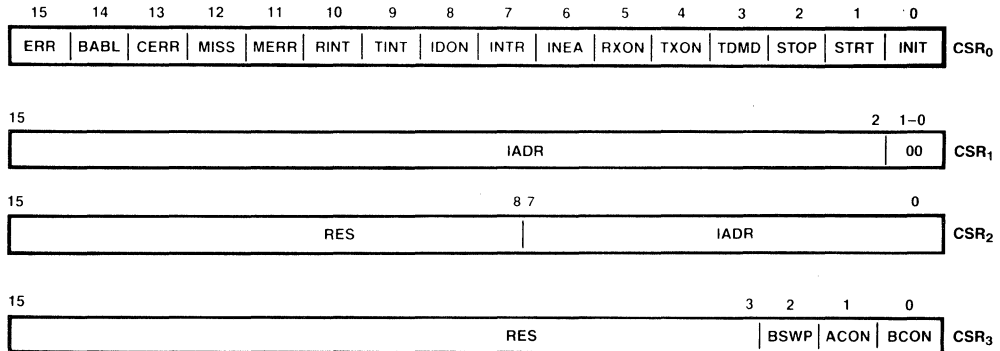 15 14 13 12 11 10 9 8 7 6 5 4 3 2 1 0
ERR BABL CERR MISS MERR RINT TINT IDON INTR INEA RXON TXON TDMD STOP STRT INIT CSR0
15 2 1-0
IADR 00 CSR1
15 8 7 0
RES IADR CSR2
15 3 2 1 0
RES BSWP ACON BCON CSR3